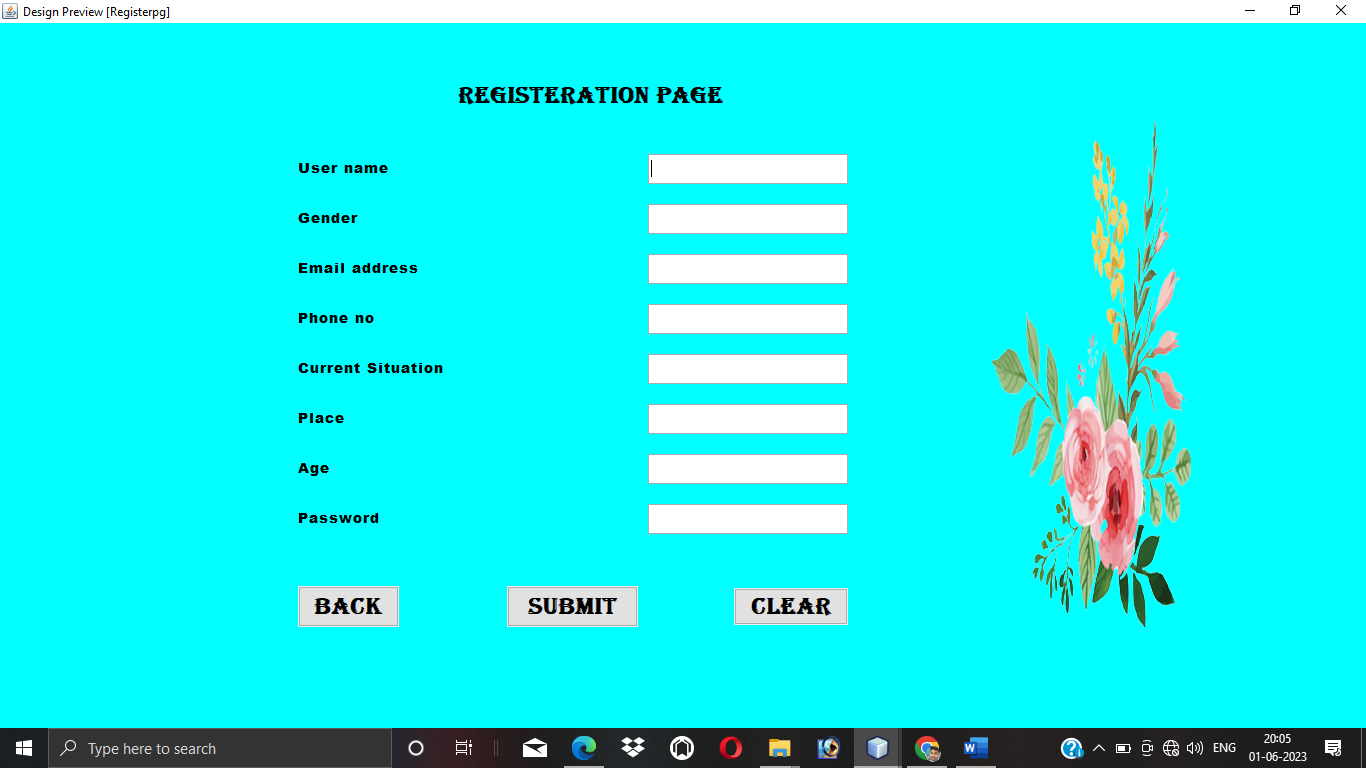 Design Preview [Registerpg]
REGISTERATION PAGE
User name
Gender
Email address
Phone no
Current Situation
Place
Age
Password
BACK SUBMIT CLEAR
Type here to search
ENG
20:05
01-06-2023